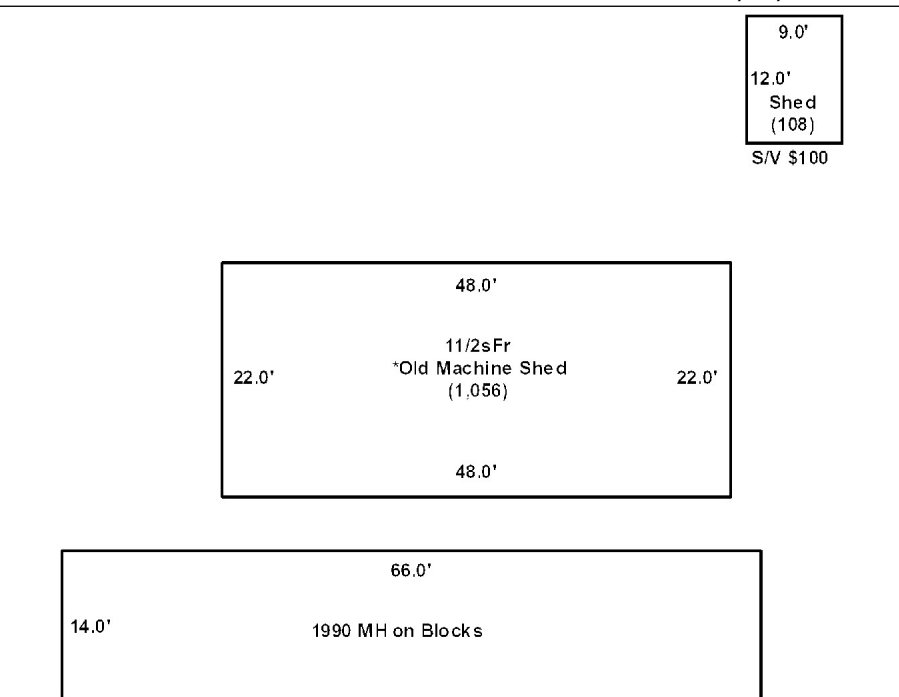 9.0'
12.0'
Shed
(108)
S/V $100
48.0'
11/2sFr
*Old Machine Shed
22.0'
22.0'
(1,056)
48.0'
66.0'
14.0'
1990 MH on Blocks